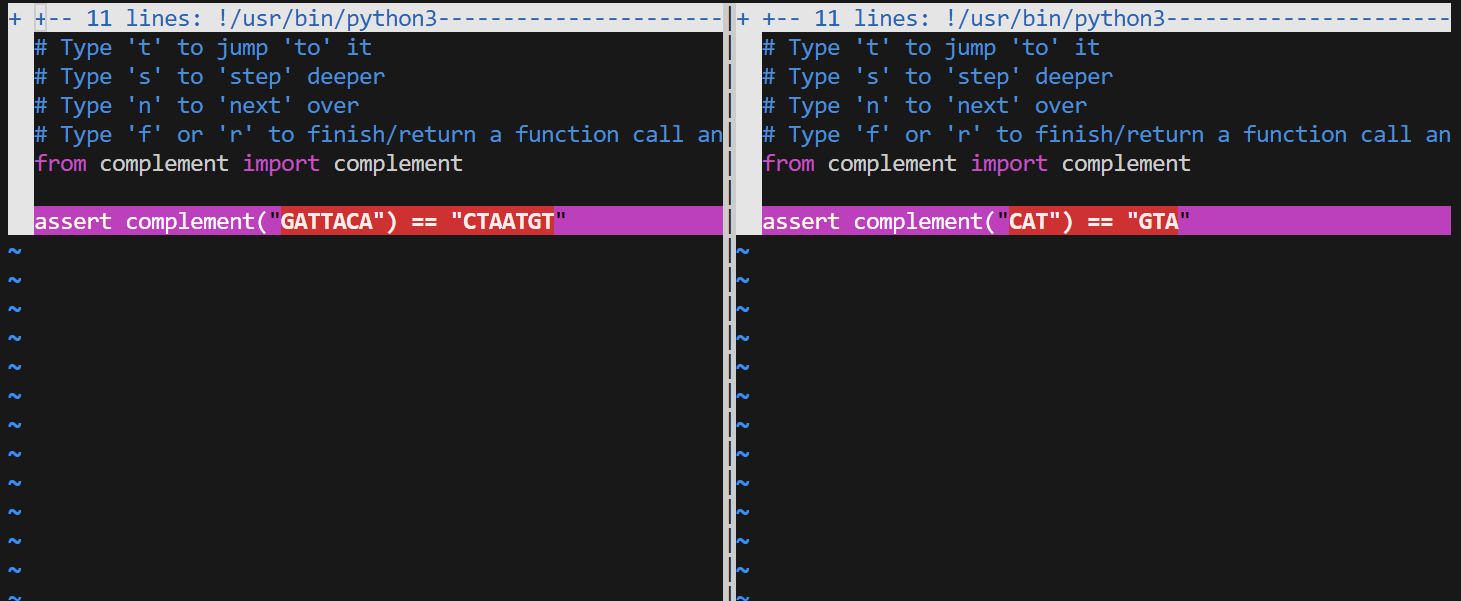 + +-- 11 lines: !/usr/bin/python3----------------------
# Type 't' to jump 'to' it
# Type 's' to 'step' deeper
# Type 'n' to 'next' over
# Type 'f' or 'r' to finish/return a function call an
from complement import complement
assert complement("GATTACA") == "CTAATGT"
~
~
~
~
~
~
~
~
~
~
~
~
~
+ +-- 11 lines: !/usr/bin/python3----------------------
# Type 't' to jump 'to' it
# Type 's' to 'step' deeper
# Type 'n' to 'next' over
# Type 'f' or 'r' to finish/return a function call an
from complement import complement
assert complement("CAT") == "GTA"
~
~
~
~
~
~
~
~
~
~
~
~
~